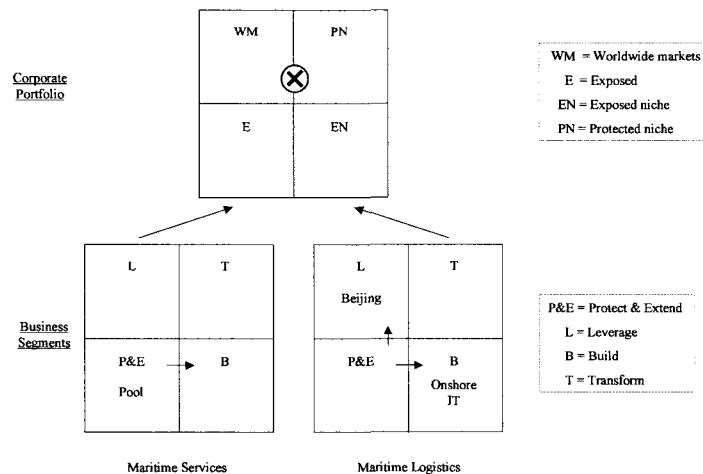 WM PN
Corporate
Portfolio
E EN
WM = Worldwide markets
E = Exposed
EN = Exposed niche
PN = Protected niche
L T
P&E B
Pool
L T
Beijing
P&E B
Onshore
JT
Business
Segments
P&E = Protect & Extend
L = Leverage
B = Build
T = Transform
Maritime Services
Maritime Logistics